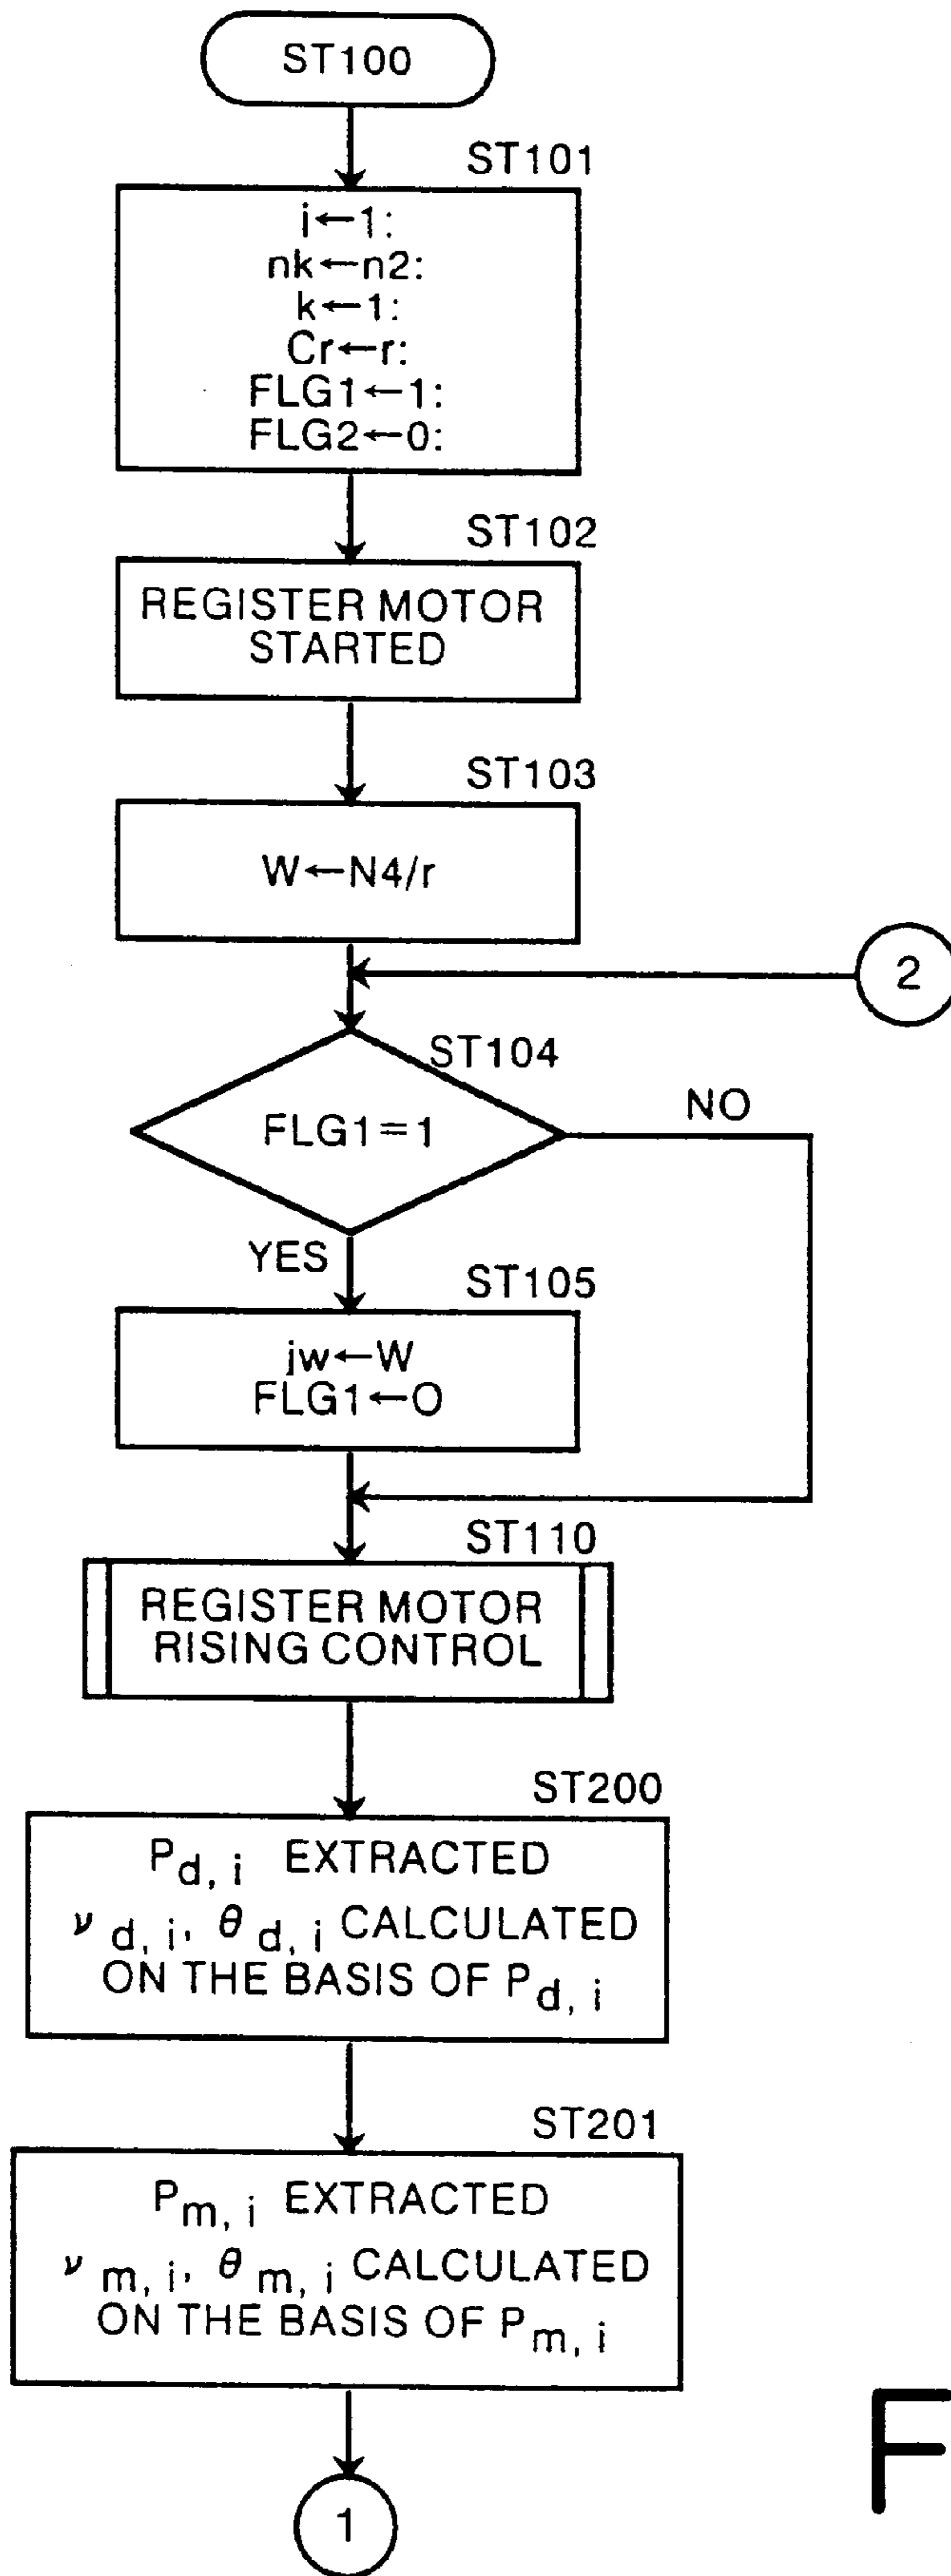 ST100
ST101
i←1:
nk←n2:
k←1:
Cr←r:
FLG1←1:
FLG2←0:
ST102
REGISTER MOTOR
STARTED
ST103
W←N4/r
2
ST104
FLG1=1
NO
YES
ST105
jw←W
FLG1←O
ST110
REGISTER MOTOR
RISING CONTROL
ST200
Pd, i EXTRACTED
νd, i, θd, i CALCULATED
ON THE BASIS OF Pd, i
ST201
Pm, i EXTRACTED
νm, i, θm, i CALCULATED
ON THE BASIS OF Pm, i
1
F